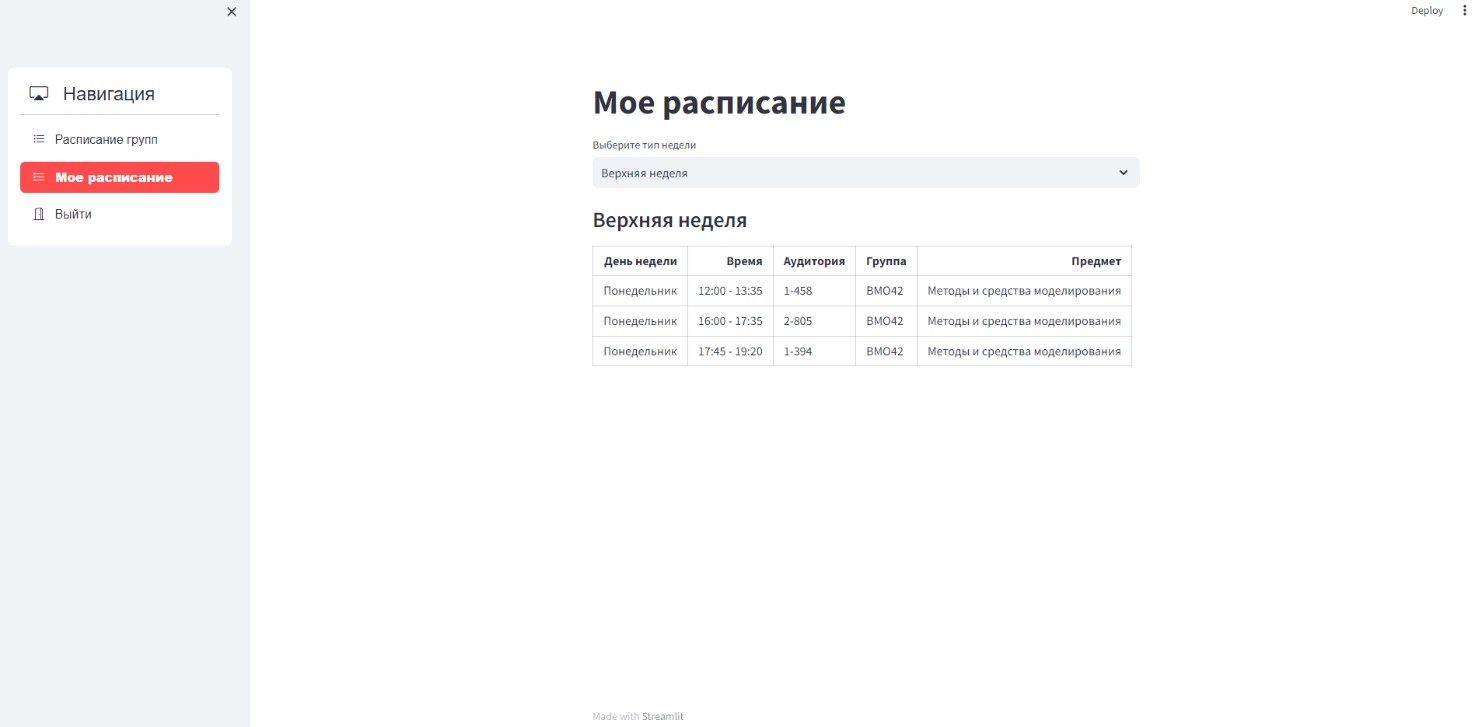 Deploy
Навигация
Расписание групп
Мое расписание
Выйти
Мое расписание
Выберите тип недели
Верхняя неделя
Верхняя неделя
День недели Время Аудитория Группа Предмет
Понедельник 12:00 - 13:35 1-458 ВМО42 Методы и средства моделирования
Понедельник 16:00 - 17:35 2-805 ВМО42 Методы и средства моделирования
Понедельник 17:45 - 19:20 1-394 ВМО42 Методы и средства моделирования
Made with Streamlit